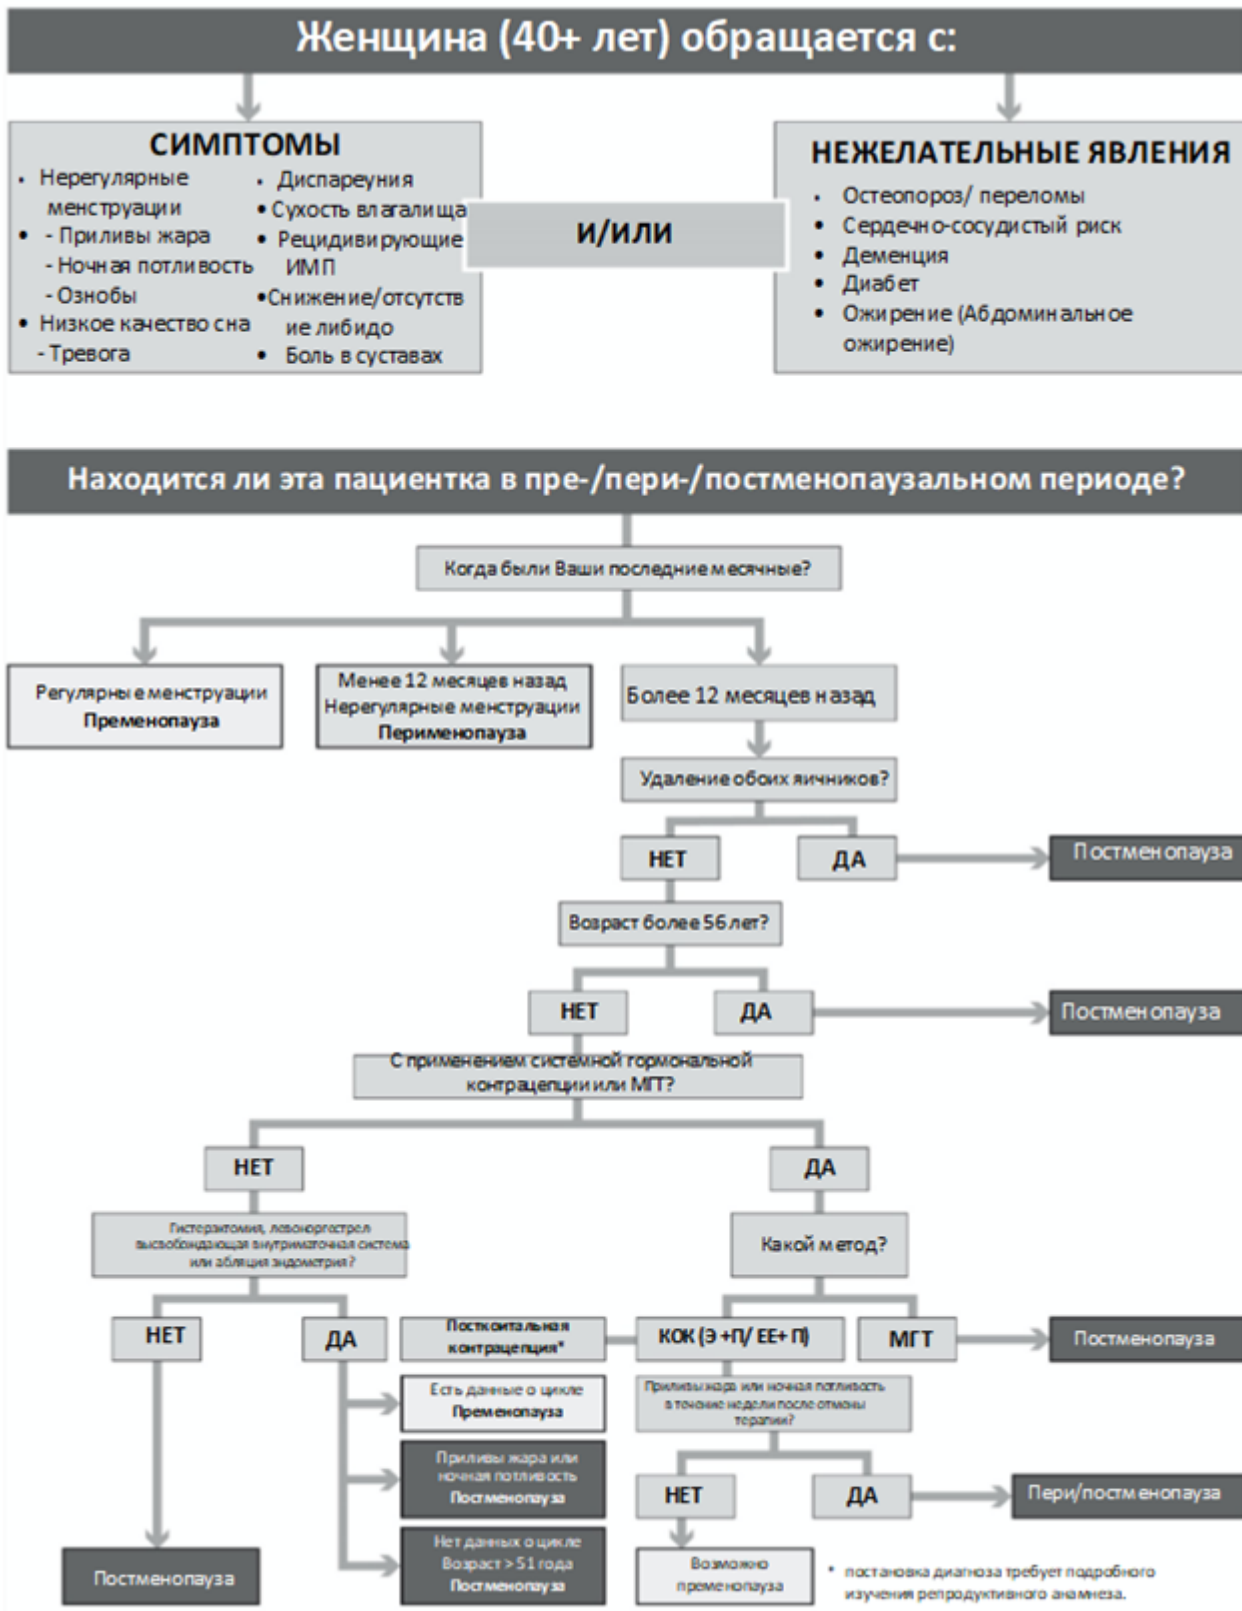 Женщина (40+ лет) обращается с:
СИМПТОМЫ
• Нерегулярные
менструации
• - Приливы жара
- Ночная потливость
- Ознобы
• Низкое качество сна
- Тревога
• Диспареуния
• Сухость влагалища
• Рецидивирующие
ИМП
•Снижение/отсутств
ие либидо
• Боль в суставах
И/ИЛИ
НЕЖЕЛАТЕЛЬНЫЕ ЯВЛЕНИЯ
• Остеопороз/ переломы
• Сердечно-сосудистый риск
• Деменция
• Диабет
• Ожирение (Абдоминальное
ожирение)
Находится ли эта пациентка в пре-/пери-/постменопаузальном периоде?
Когда были Ваши последние месячные?
Регулярные менструации
Пременопауза
Менее 12 месяцев назад
Нерегулярные менструации
Перименопауза
Более 12 месяцев назад
Удаление обоих яичников?
НЕТ
ДА
Постменопауза
Возраст более 56 лет?
НЕТ
ДА
Постменопауза
С применением системной гормональной
контрацепции или МГТ?
НЕТ
ДА
Гистерэктомия, левоноргестрел
высвобождающая внутриматочная система
или абляция эндометрия?
Какой метод?
НЕТ
ДА
Посткоитальная
контрацепция*
КОК (Э +П/ ЕЕ+ П)
МГТ
Постменопауза
Есть данные о цикле
Пременопауза
Приливы жара или ночная потливость
в течение недели после отмены
терапии?
Приливы жара или
ночная потливость
Постменопауза
НЕТ
ДА
Пери/постменопауза
Нет данных о цикле
Возраст > 51 года
Постменопауза
Постменопауза
Возможно
пременопауза
* постановка диагноза требует подробного
изучения репродуктивного анамнеза.